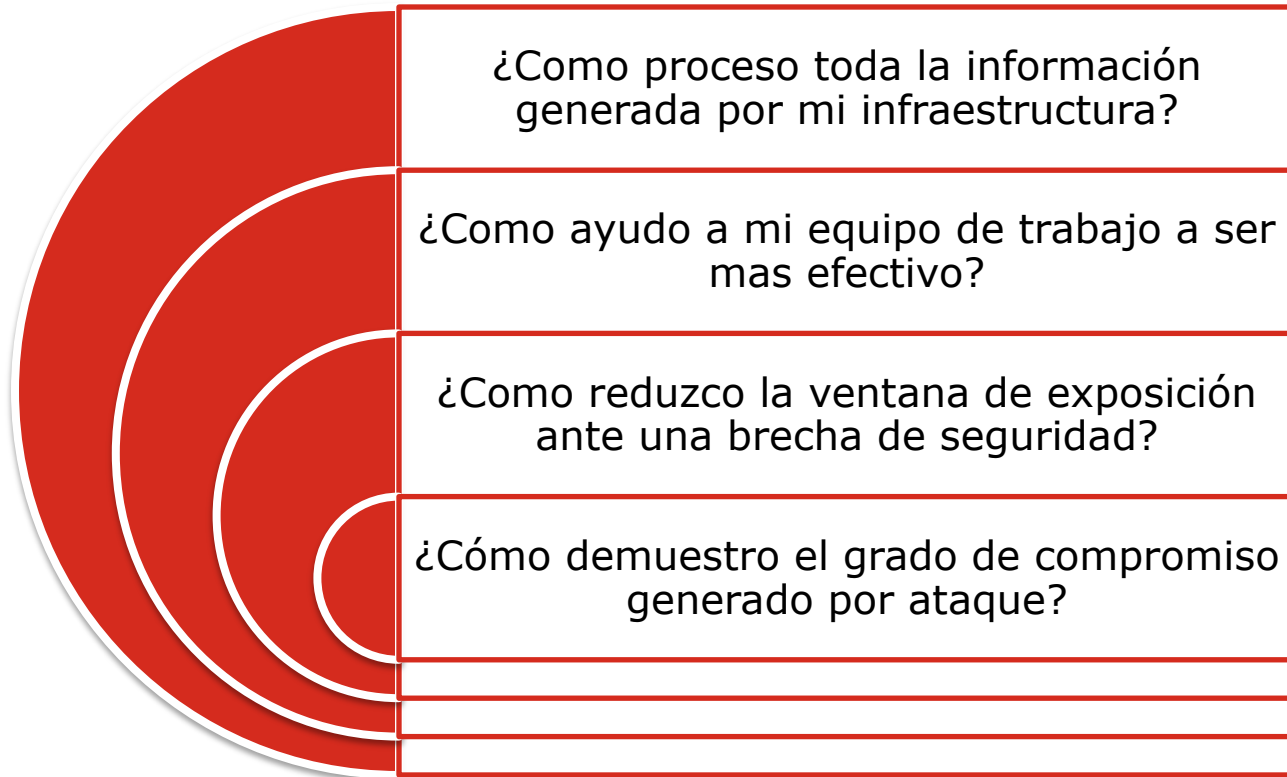 ¿Como proceso toda la información
generada por mi infraestructura?
¿Como ayudo a mi equipo de trabajo a ser
mas efectivo?
¿Como reduzco la ventana de exposición
ante una brecha de seguridad?
¿Cómo demuestro el grado de compromiso
generado por ataque?